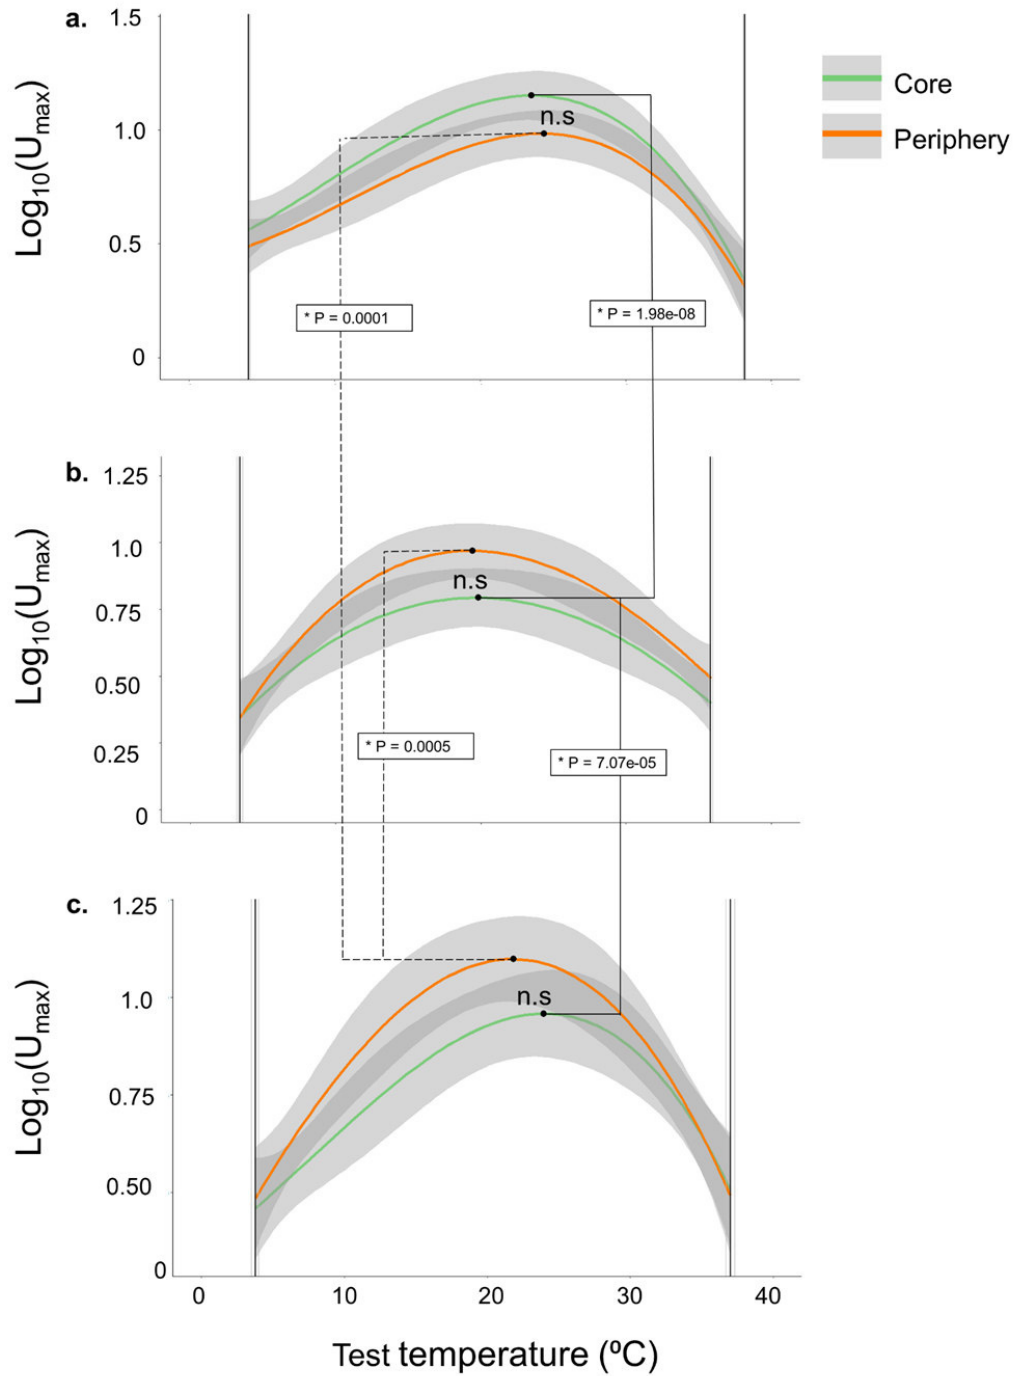 a.
1.5
1.0
0.5
0
Log10(Umax)
n.s
* P = 0.0001
* P = 1.98e-08
Core
Periphery
b.
1.25
1.0
0.75
0.50
0.25
0
Log10(Umax)
n.s
* P = 0.0005
* P = 7.07e-05
c.
1.25
1.0
0.75
0.50
0
Log10(Umax)
n.s
0 10 20 30 40
Test temperature (ºC)